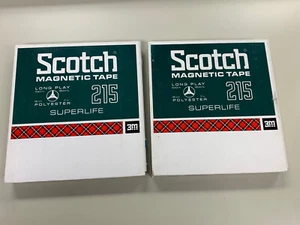 Scotch
MAGNETIC TAPE
LONG PLAY
POLYESTER
215
SUPERLIFE
3M
Scotch
MAGNETIC TAPE
LONG PLAY
POLYESTER
215
SUPERLIFE
3M